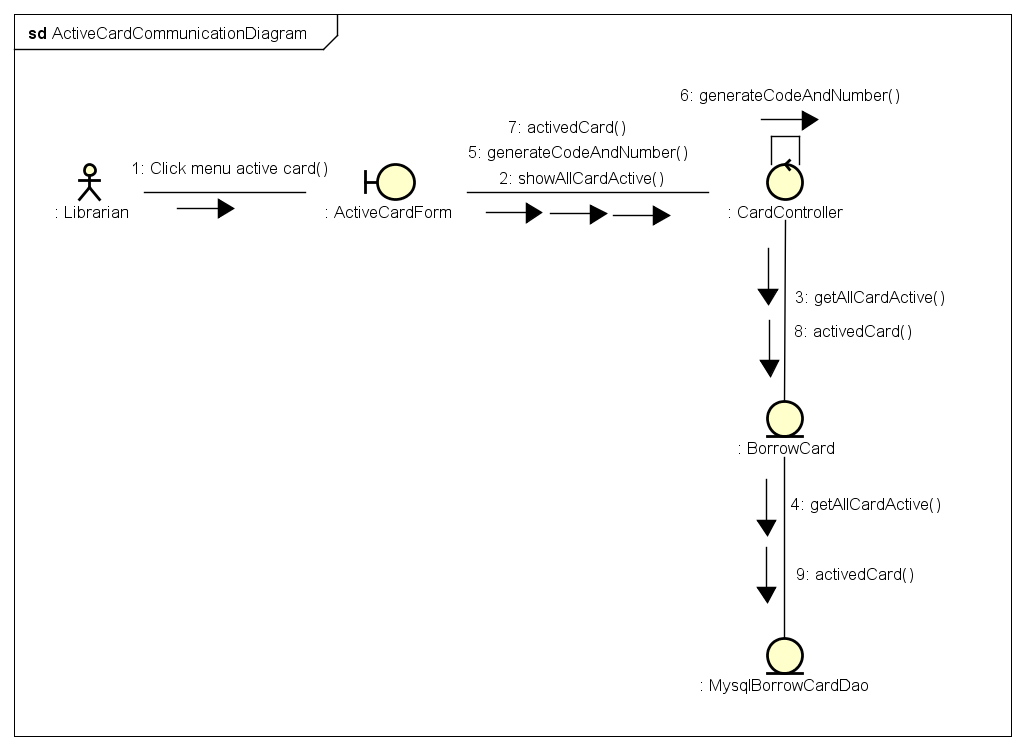 sd ActiveCardCommunicationDiagram
6: generateCodeAndNumber()
7: activedCard()
5: generateCodeAndNumber()
1: Click menu active card()
2: showAllCardActive()
: Librarian
: ActiveCardForm
: CardController
3: getAllCardActive()
8: activedCard()
: BorrowCard
4: getAllCardActive()
9: activedCard()
: MysqlBorrowCardDao